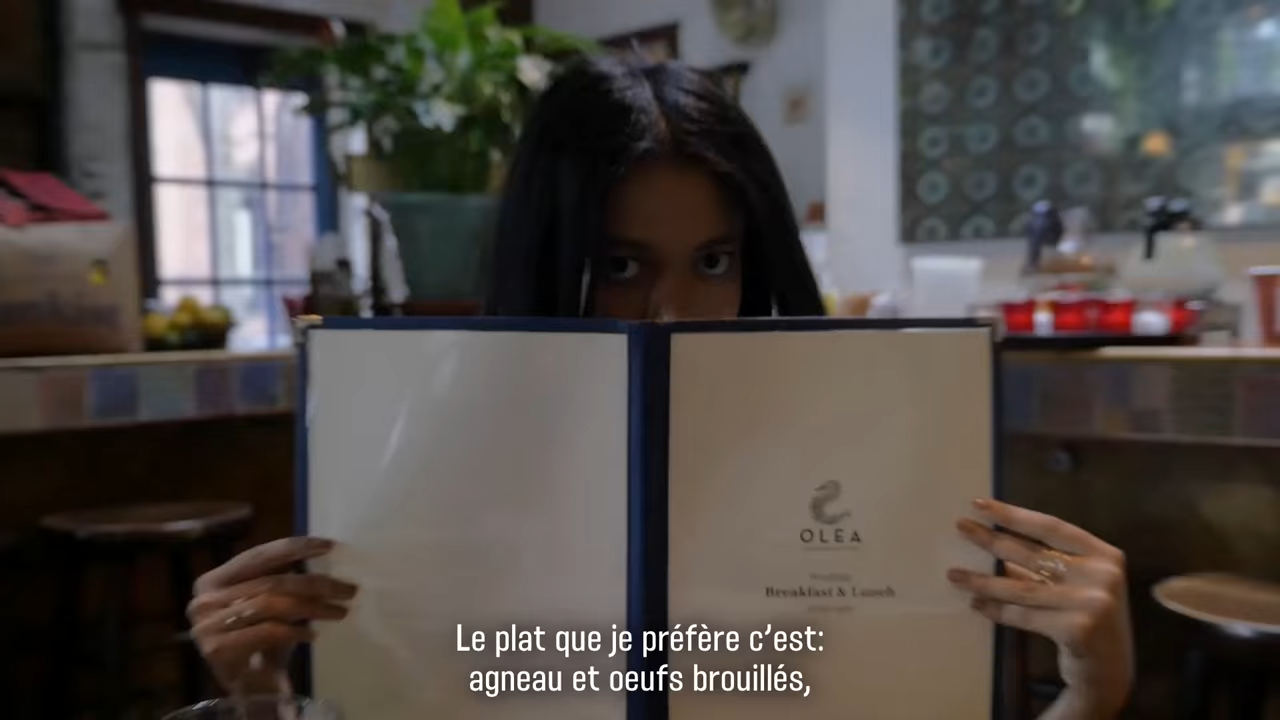 OLEA
Breakfast & Lunch
Le plat que je préfère c’est:
agneau et oeufs brouillés,